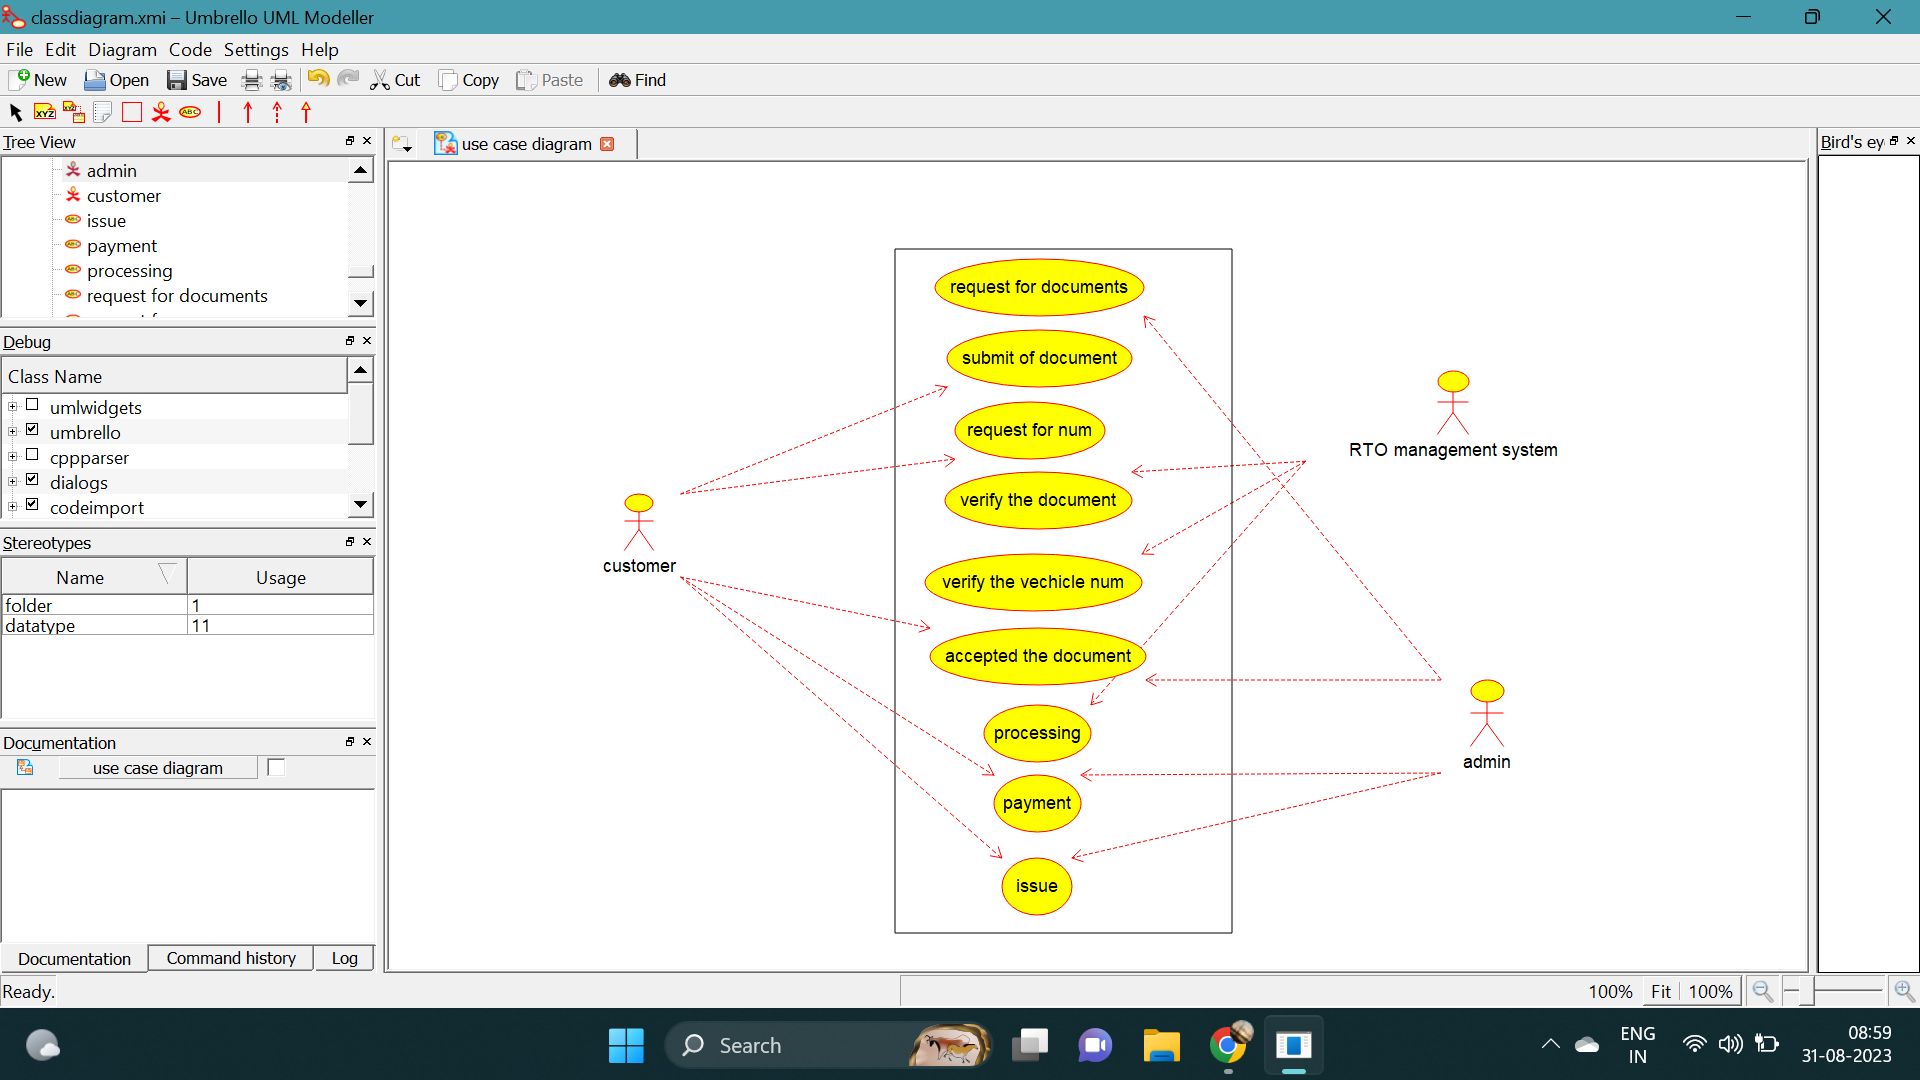 classdiagram.xmi – Umbrello UML Modeller
File Edit Diagram Code Settings Help
New Open Save Cut Copy Paste Find
XYZ XYZ ABC
Tree View
admin
customer
issue
payment
processing
request for documents
Debug
Class Name
umlwidgets
umbrello
cppparser
dialogs
codeimport
Stereotypes
Name Usage
folder 1
datatype 11
Documentation
use case diagram
Documentation Command history Log
Ready.
use case diagram
request for documents
submit of document
request for num
verify the document
verify the vechicle num
accepted the document
processing
payment
issue
customer
RTO management system
admin
Bird's ey
100% Fit 100%
Search
ENG
IN
08:59
31-08-2023